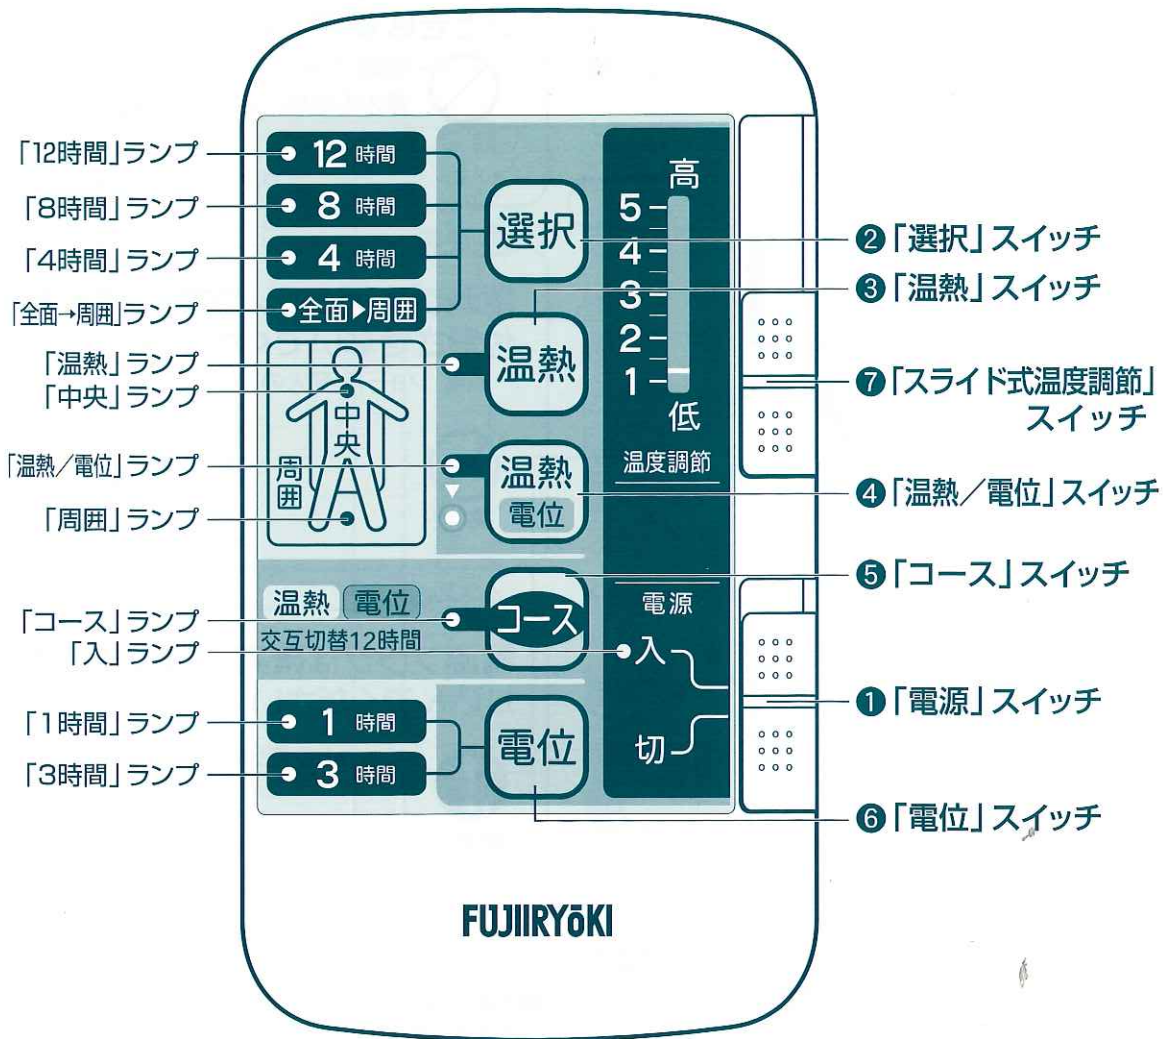 「12時間」ランプ
「8時間」ランプ
「4時間」ランプ
「全面→周囲」ランプ
「温熱」ランプ
「中央」ランプ
「温熱／電位」ランプ
「周囲」ランプ
「コース」ランプ
「入」ランプ
「1時間」ランプ
「3時間」ランプ
12 時間
8 時間
4 時間
全面▶周囲
選択
温熱
中央
周囲
温熱
電位
温熱 電位
交互切替12時間
コース
1 時間
3 時間
電位
高
5
4
3
2
1
低
温度調節
電源
入
切
FUJIIRYōKI
❷「選択」スイッチ
❸「温熱」スイッチ
❼「スライド式温度調節」
スイッチ
❹「温熱／電位」スイッチ
❺「コース」スイッチ
❶「電源」スイッチ
❻「電位」スイッチ